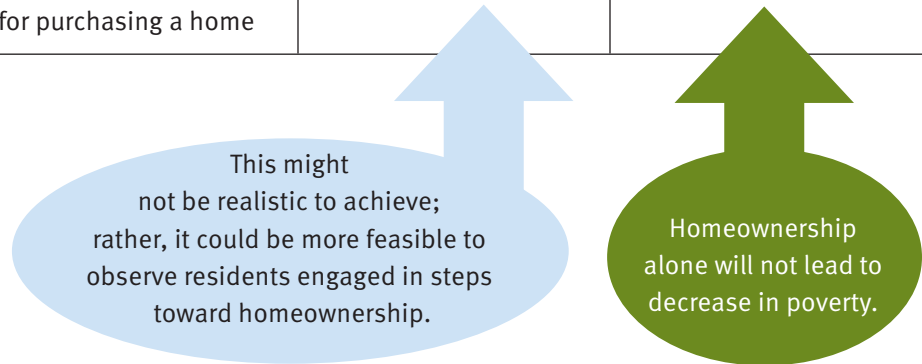 for purchasing a home
This might
not be realistic to achieve;
rather, it could be more feasible to
observe residents engaged in steps
toward homeownership.
Homeownership
alone will not lead to
decrease in poverty.